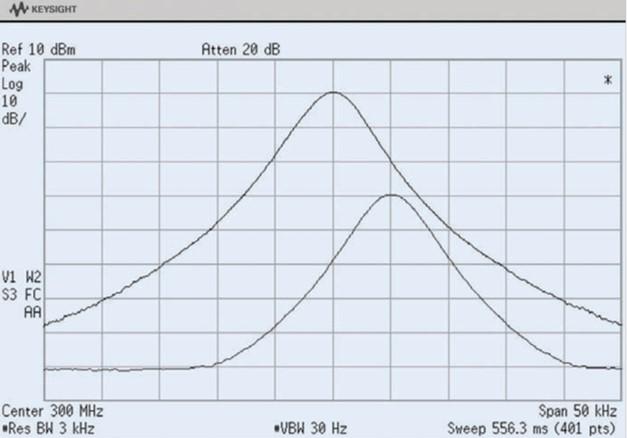 KEYSIGHT
Ref 10 dBm Atten 20 dB
Peak
Log
10
dB/
*
V1 W2
S3 FC
AA
Center 300 MHz Span 50 kHz
#Res BW 3 kHz #VBW 30 Hz Sweep 556.3 ms (401 pts)